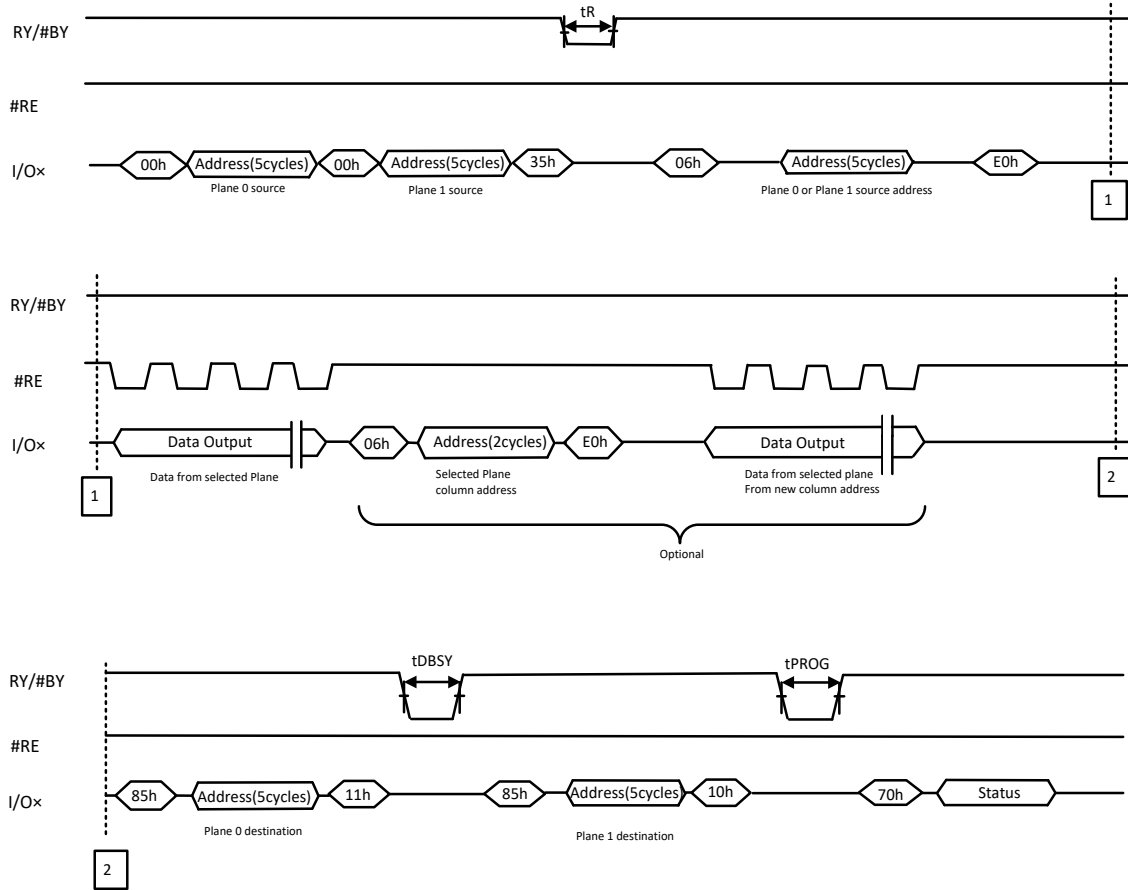 tR
RY/#BY
#RE
I/O×
00h
Address(5cycles)
00h
Address(5cycles)
35h
06h
Address(5cycles)
E0h
Plane 0 source
Plane 1 source
Plane 0 or Plane 1 source address
1
RY/#BY
#RE
I/O×
Data Output
06h
Address(2cycles)
E0h
Data Output
Data from selected Plane
Selected Plane
column address
Data from selected plane
From new column address
1
2
Optional
tDBSY
tPROG
RY/#BY
#RE
I/O×
85h
Address(5cycles)
11h
85h
Address(5cycles)
10h
70h
Status
Plane 0 destination
Plane 1 destination
2